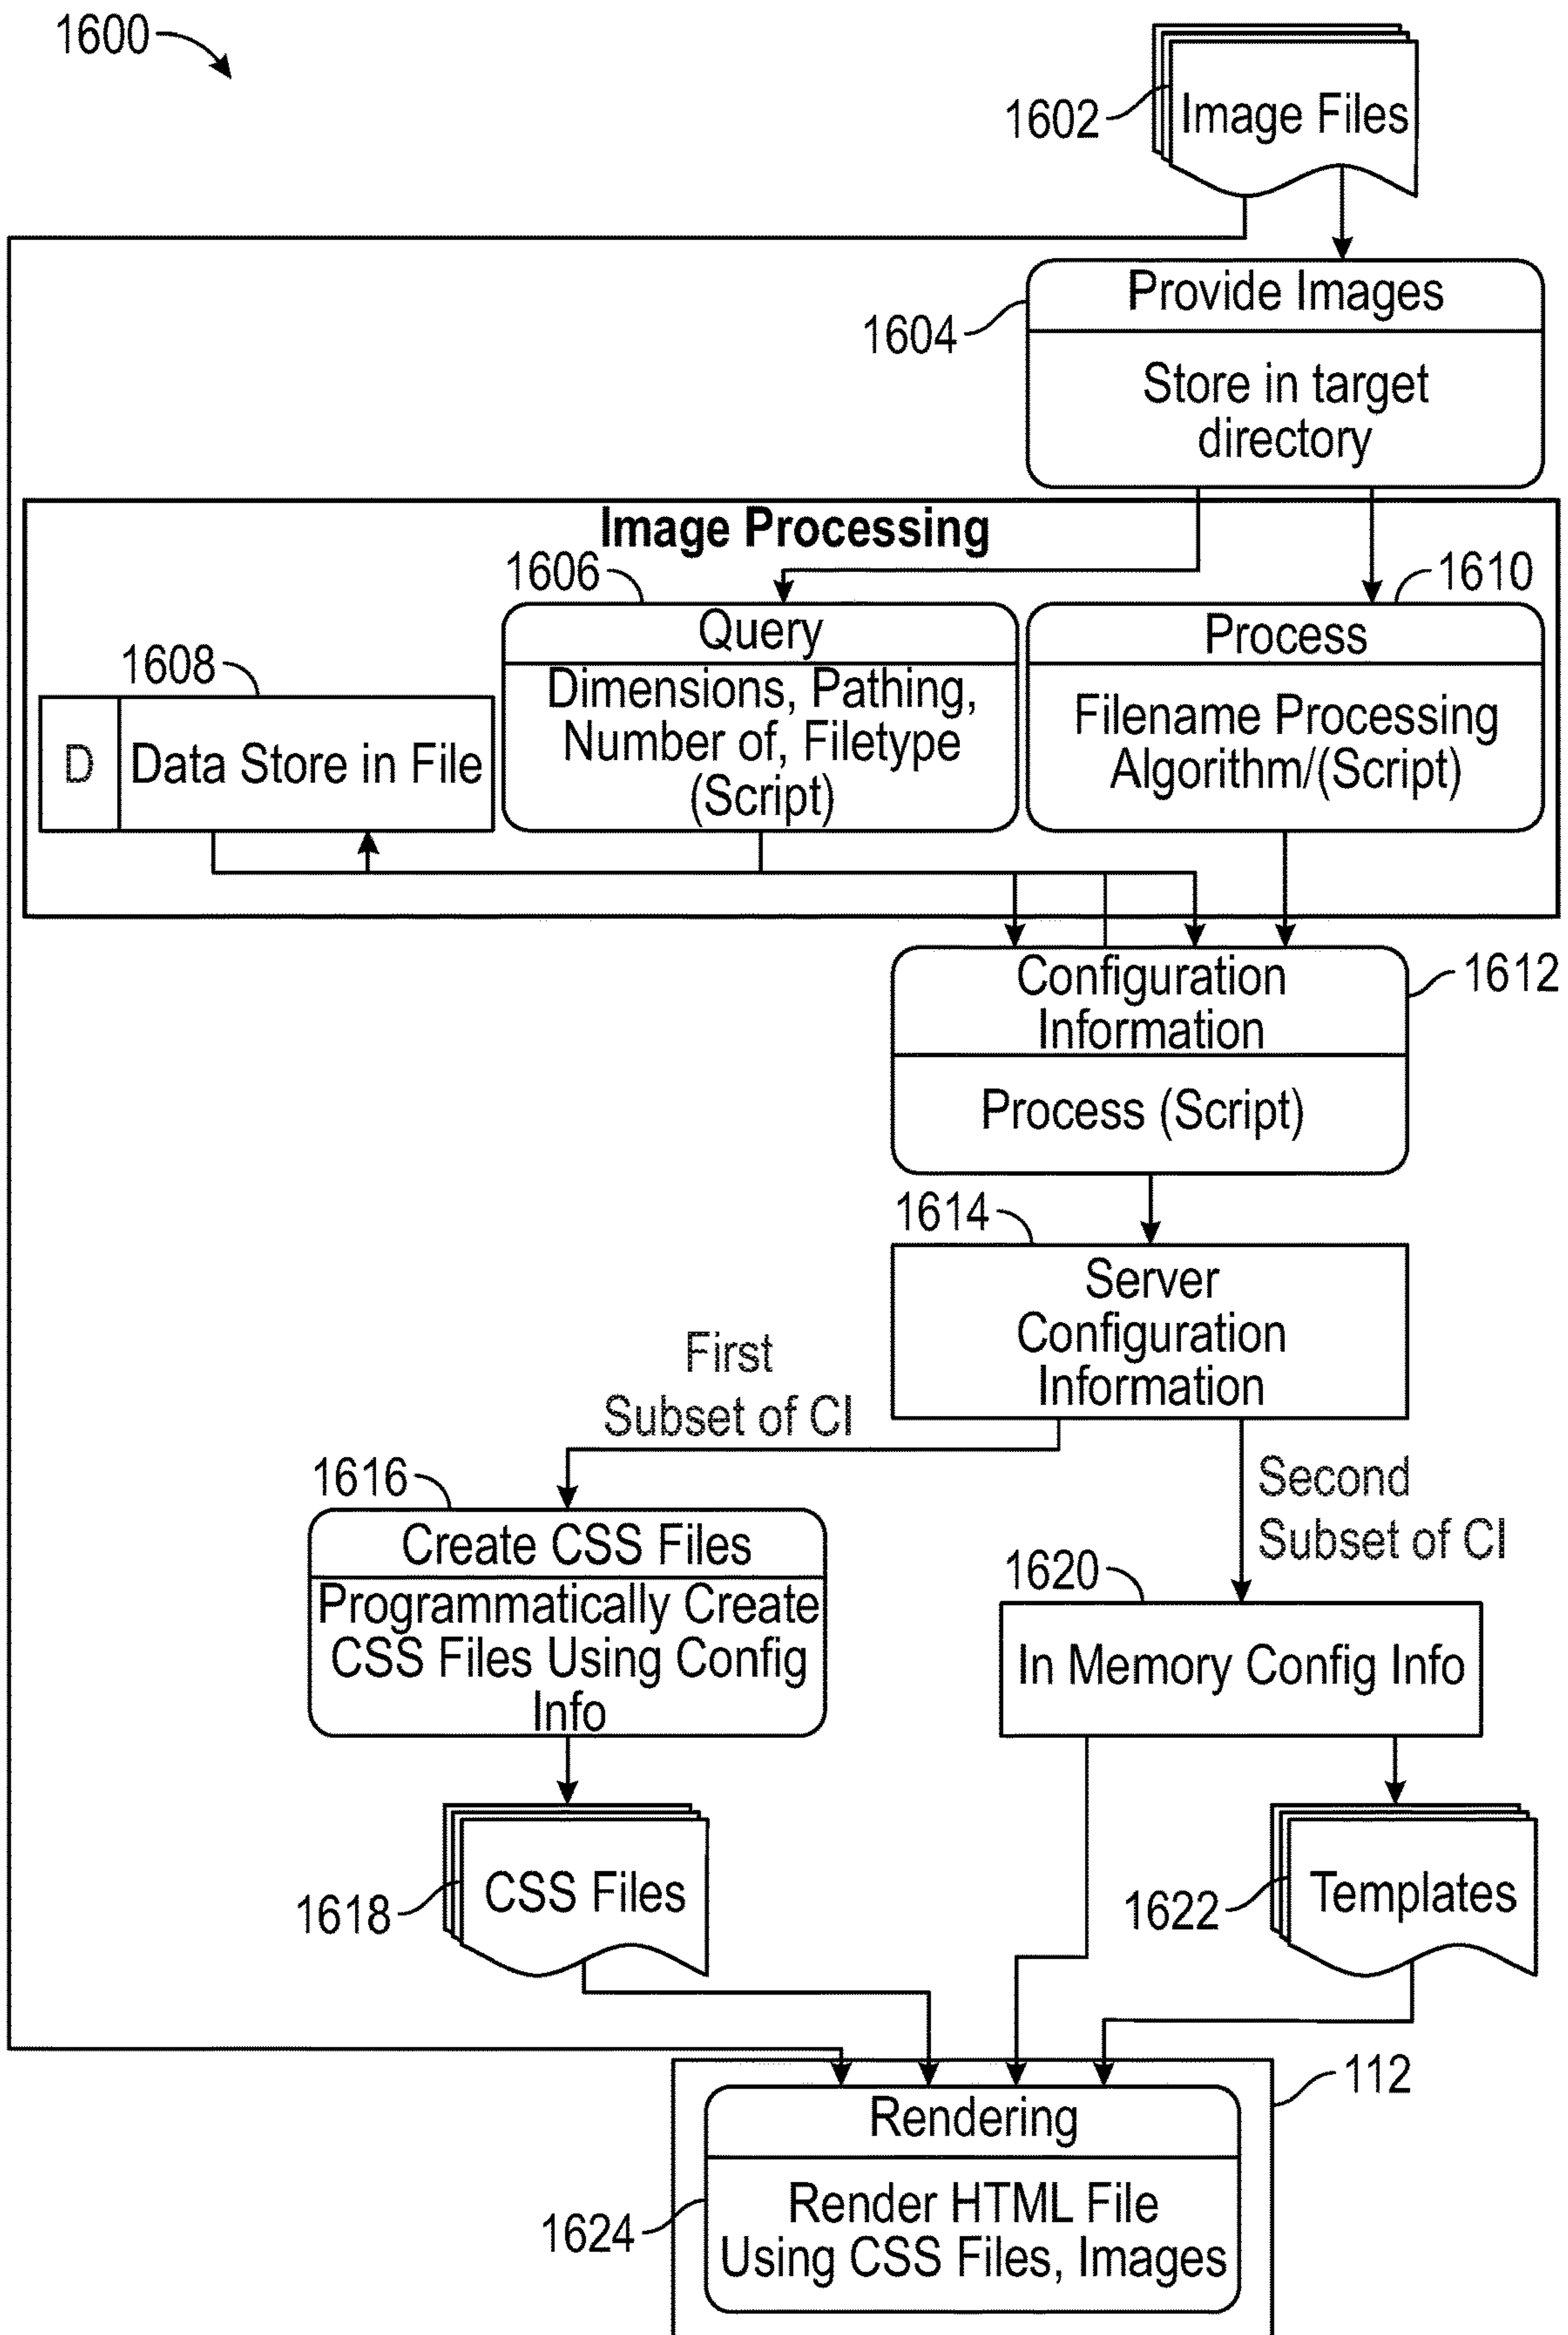 1600
1602
Image Files
Provide Images
1604
Store in target
directory
Image Processing
1606
1610
Query
Process
1608
Dimensions, Pathing,
Number of, Filetype
(Script)
Filename Processing
Algorithm/(Script)
D
Data Store in File
Configuration
Information
1612
Process (Script)
1614
Server
Configuration
Information
First
Subset of CI
Second
Subset of CI
1616
Create CSS Files
Programmatically Create
CSS Files Using Config
Info
1620
In Memory Config Info
1618
CSS Files
1622
Templates
112
Rendering
1624
Render HTML File
Using CSS Files, Images